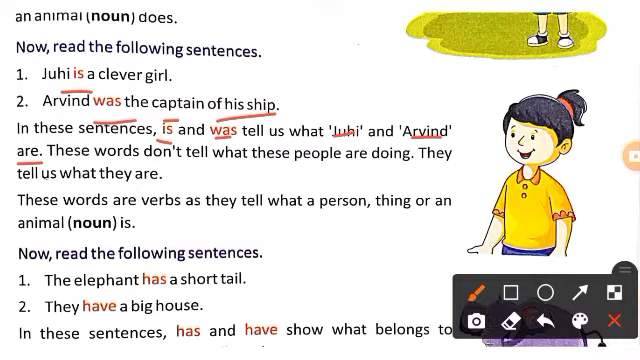 an animal (noun) does.
Now, read the following sentences.
1. Juhi is a clever girl.
2. Arvind was the captain of his ship.
In these sentences, is and was tell us what 'Juhi' and 'Arvind'
are. These words don't tell what these people are doing. They
tell us what they are.
These words are verbs as they tell what a person, thing or an
animal (noun) is.
Now, read the following sentences.
1. The elephant has a short tail.
2. They have a big house.
In these sentences, has and have show what belongs to